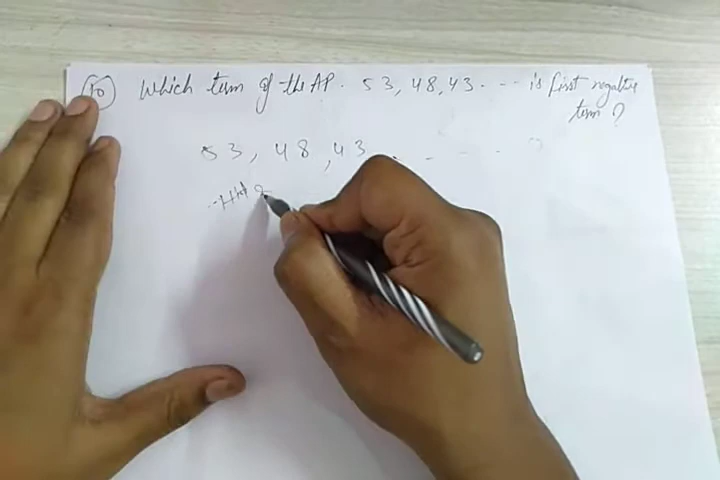 10 Which term of the AP. 53, 48, 43. - - is first negative
term ?
53, 48, 43 . - - - ?